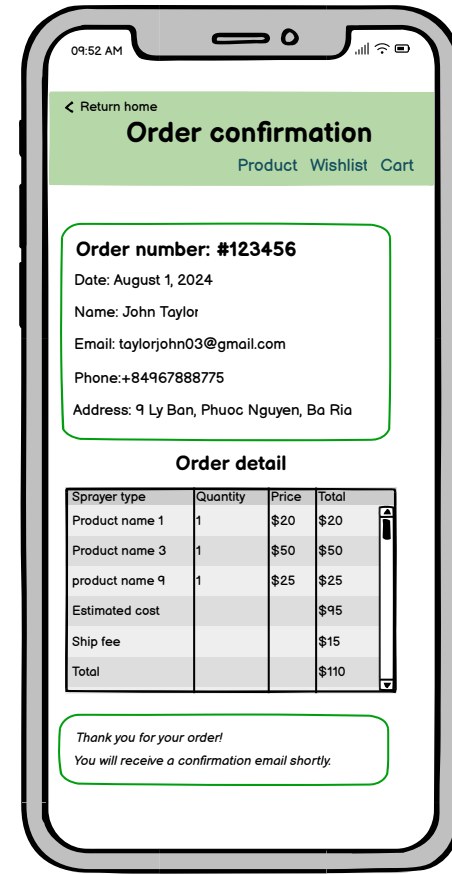 09:52 AM
Return home
Order confirmation
Product Wishlist Cart
Order number: #123456
Date: August 1, 2024
Name: John Taylor
Email: taylorjohn03@gmail.com
Phone:+84967888775
Address: 9 Ly Ban, Phuoc Nguyen, Ba Ria
Order detail
Sprayer type Quantity Price Total
Product name 1 1 $20 $20
Product name 3 1 $50 $50
product name 9 1 $25 $25
Estimated cost $95
Ship fee $15
Total $110
Thank you for your order!
You will receive a confirmation email shortly.